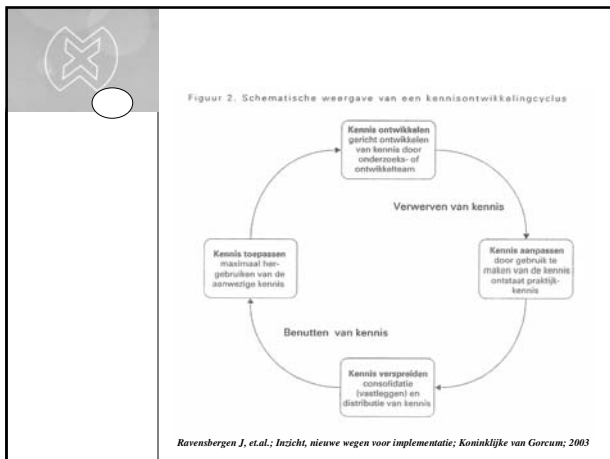 Figuur 2. Schematische weergave van een kennisontwikkelingcyclus
Kennis ontwikkelen
gericht ontwikkelen
van kennis door
onderzoeks- of
ontwikkelteam
Verwerven van kennis
Kennis toepassen
maximaal her-
gebruiken van de
aanwezige kennis
Kennis aanpassen
door gebruik te
maken van de kennis
ontstaat praktijk-
kennis
Benutten van kennis
Kennis verspreiden
consolidatie
(vastleggen) en
distributie van kennis
Ravensbergen J, et.al.; Inzicht, nieuwe wegen voor implementatie; Koninklijke van Gorcum; 2003